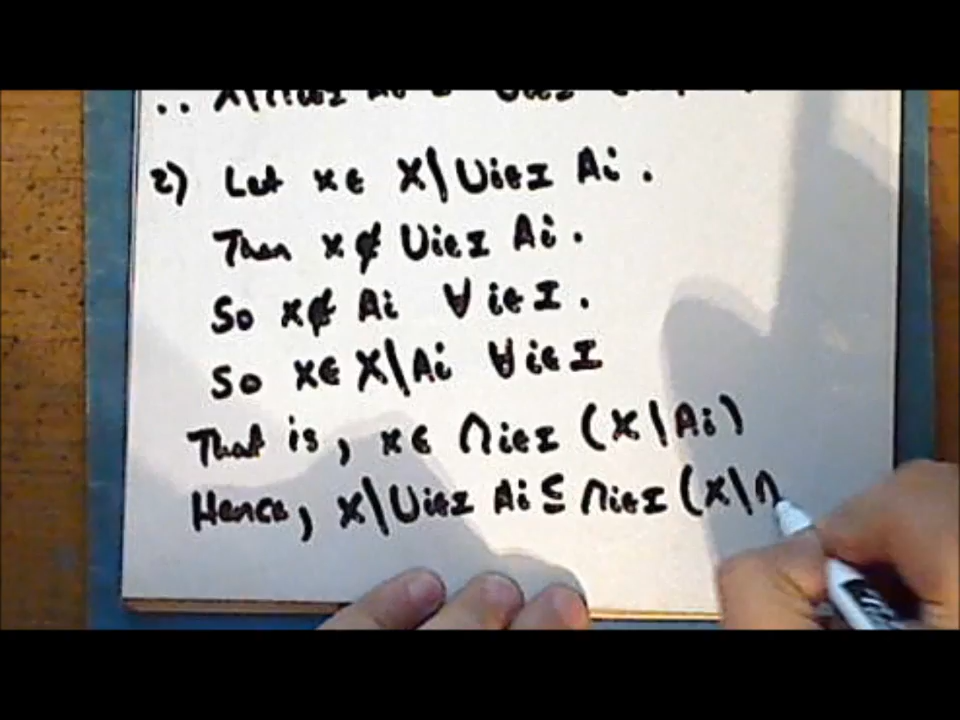 2) Let x ∈ X\∪i∈I Ai .
Then x ∉ ∪i∈I Ai .
So x ∉ Ai ∀ i∈I .
So x ∈ X\Ai ∀ i∈I
That is, x ∈ ∩i∈I (X\Ai)
Hence, X\∪i∈I Ai ⊆ ∩i∈I (X\